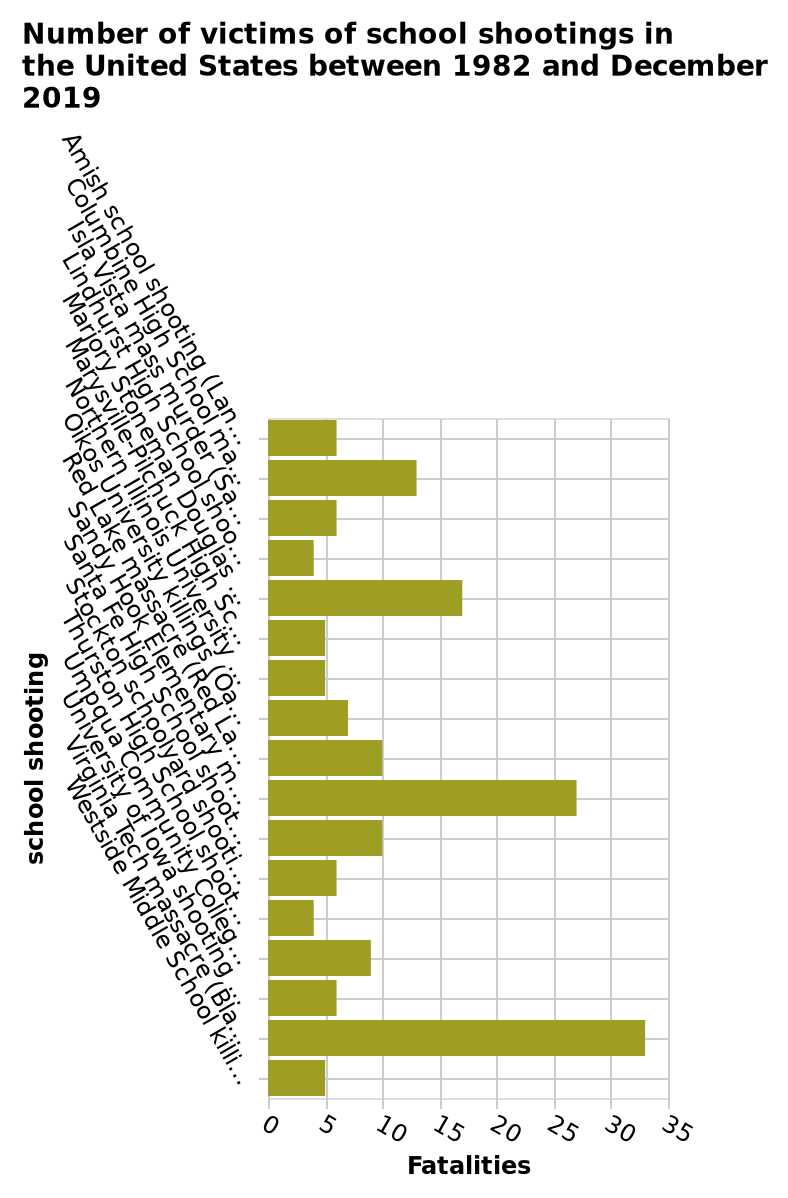 Number of victims of school shootings in
the United States between 1982 and December
2019
Amish school shooting (Lan…
Columbine High School ma…
Isla Vista mass murder (Sa…
Lindhurst High School shoo…
Marjory Stoneman Douglas …
Marysville-Pilchuck High Sc…
Northern Illinois University …
Oikos University killings (Oa…
Red Lake massacre (Red La…
Sandy Hook Elementary m…
Santa Fe High School shoot…
Stockton schoolyard shooti…
Thurston High School shoot…
Umpqua Community Colleg…
University of Iowa shooting …
Virginia Tech massacre (Bla…
Westside Middle School killi…
school shooting
0 5 10 15 20 25 30 35
Fatalities